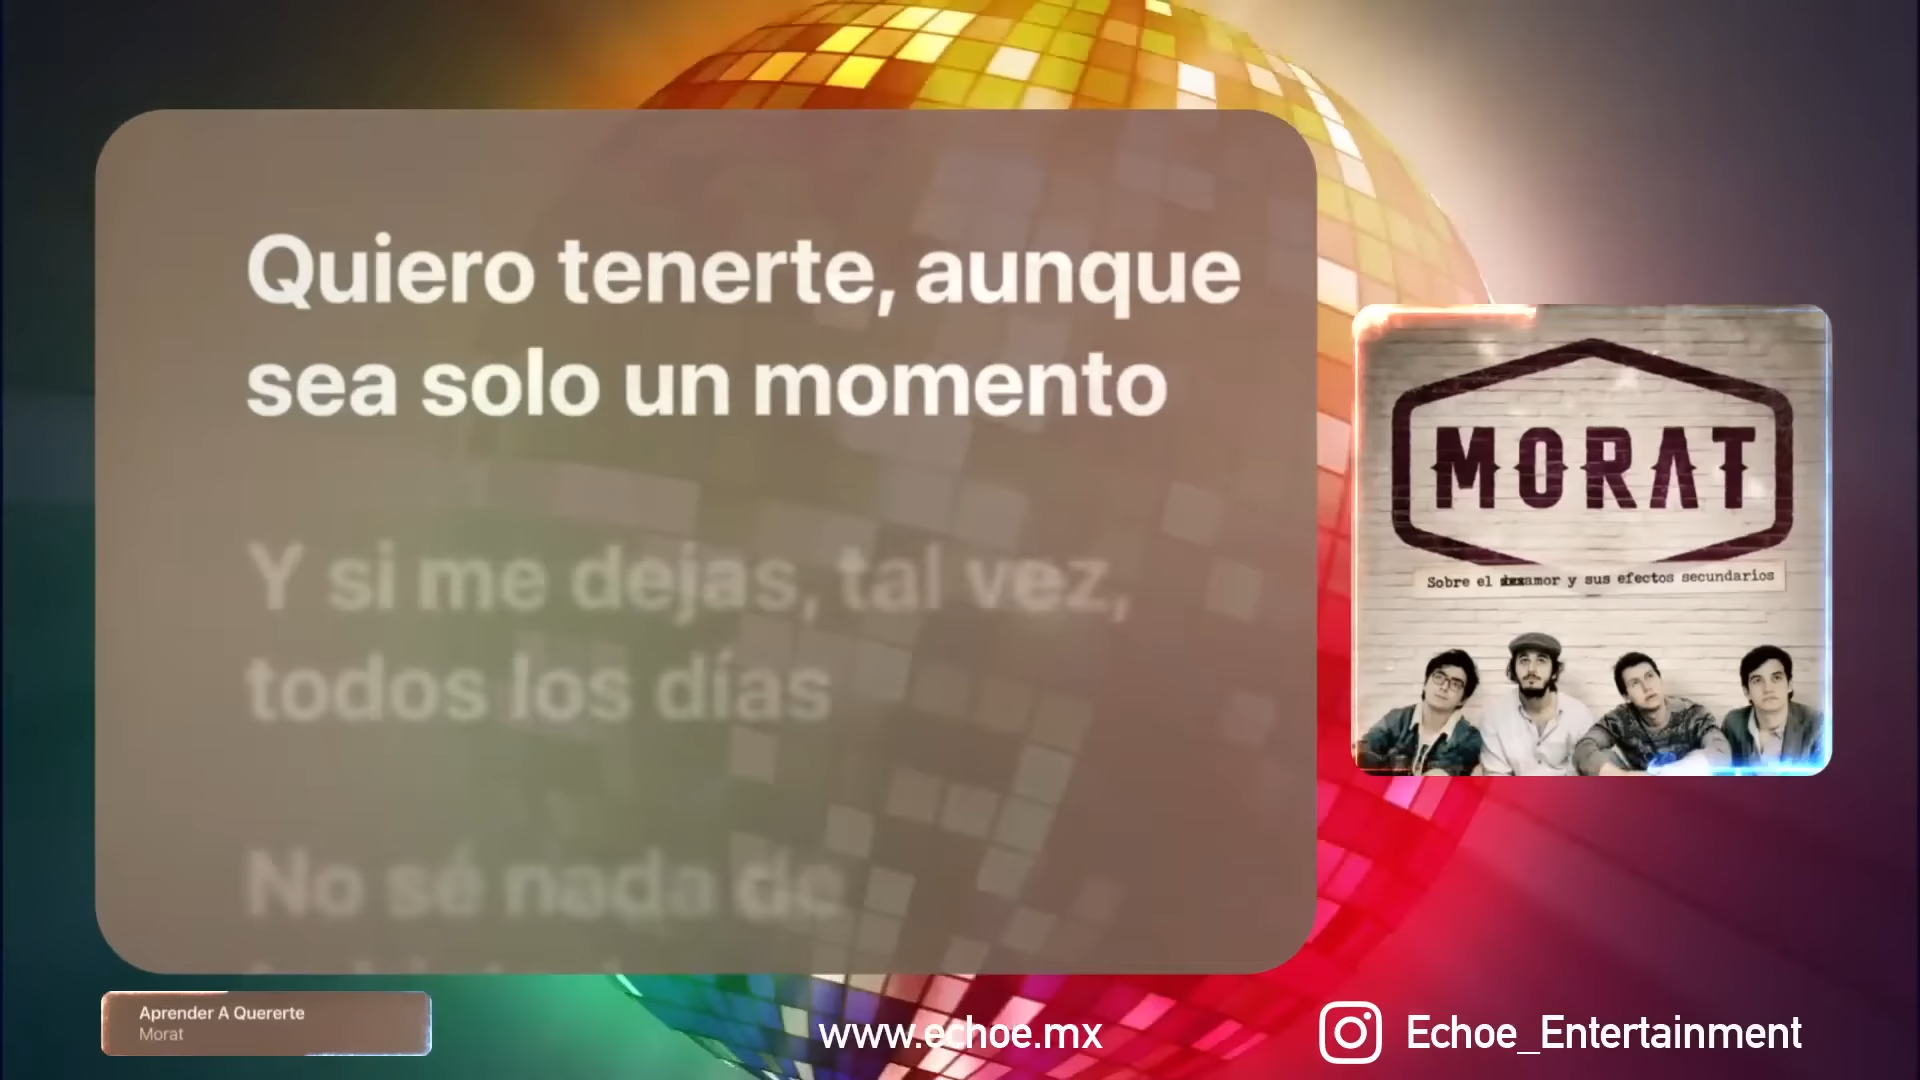 Quiero tenerte, aunque
sea solo un momento
Y si me dejas, tal vez,
todos los días
No sé nada de
MORAT
Sobre el amor y sus efectos secundarios
Aprender A Quererte
Morat
www.echoe.mx
Echoe_Entertainment